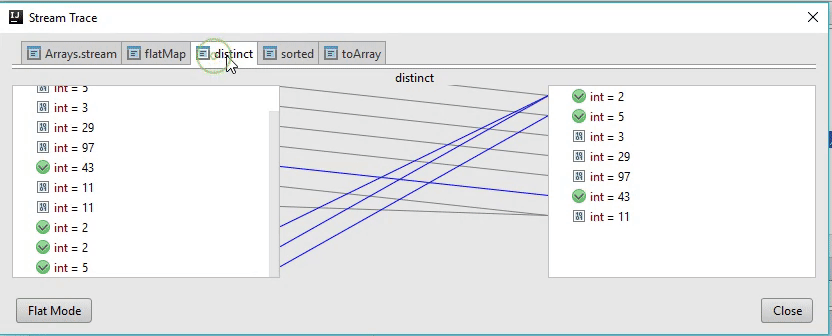 Stream Trace
Arrays.stream flatMap distinct sorted toArray
distinct
int = 5
int = 3
int = 29
int = 97
int = 43
int = 11
int = 11
int = 2
int = 2
int = 5
int = 2
int = 5
int = 3
int = 29
int = 97
int = 43
int = 11
Flat Mode
Close